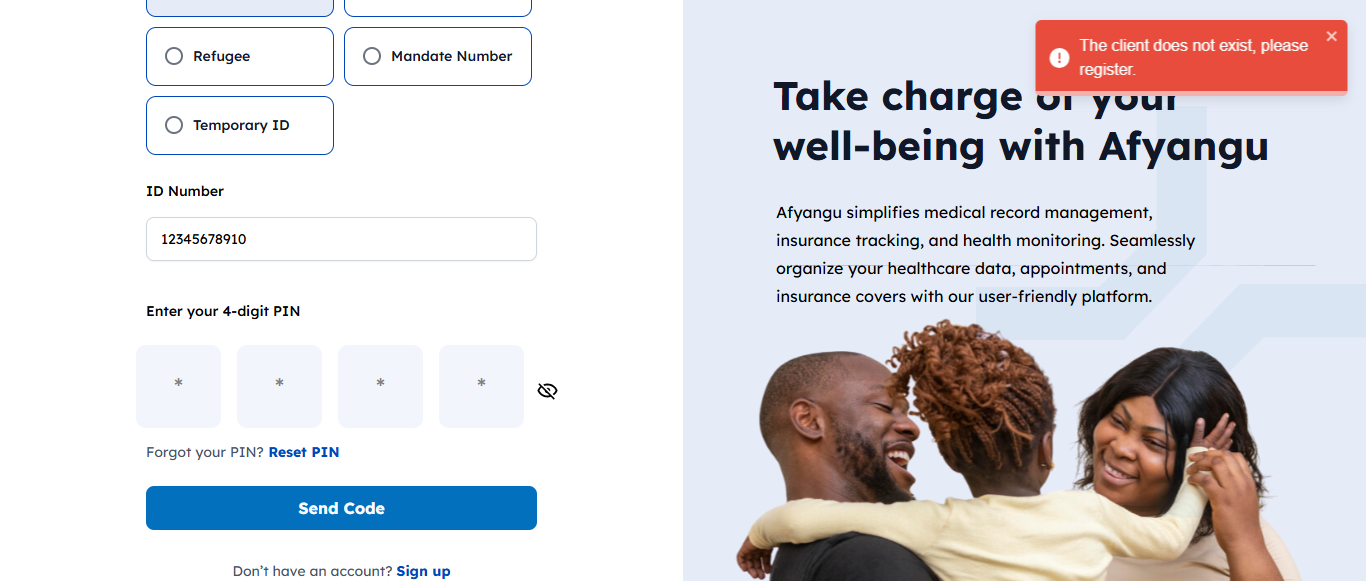 Refugee
Mandate Number
Temporary ID
ID Number
12345678910
Enter your 4-digit PIN
* * * *
Forgot your PIN? Reset PIN
Send Code
Don't have an account? Sign up
The client does not exist, please
register.
Take charge of your
well-being with Afyangu
Afyangu simplifies medical record management,
insurance tracking, and health monitoring. Seamlessly
organize your healthcare data, appointments, and
insurance covers with our user-friendly platform.